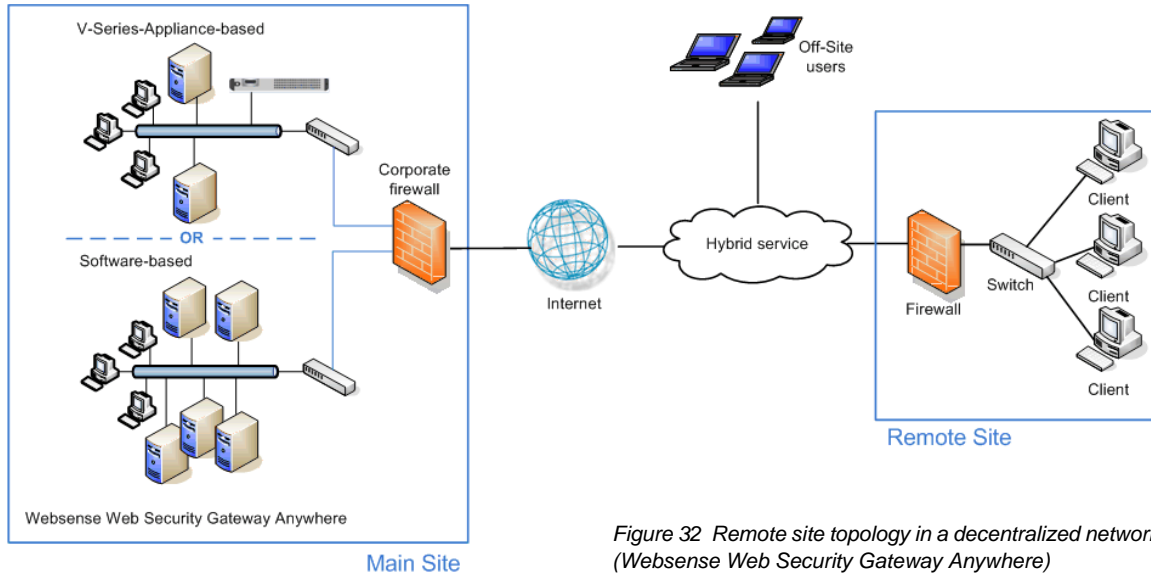 V-Series-Appliance-based
OR
Software-based
Websense Web Security Gateway Anywhere
Main Site
Corporate
firewall
Internet
Off-Site
users
Hybrid service
Firewall
Switch
Client
Client
Client
Remote Site
Figure 32 Remote site topology in a decentralized network
(Websense Web Security Gateway Anywhere)